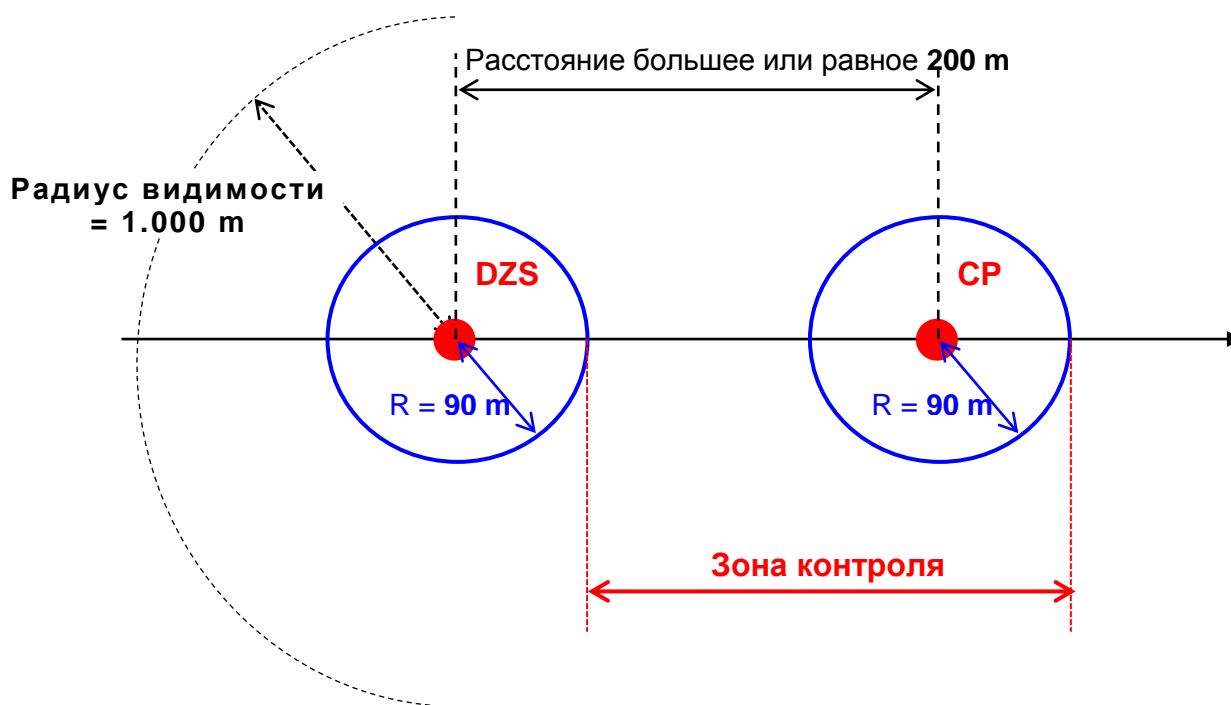 Расстояние большее или равное 200 m
Радиус видимости
= 1.000 m
DZS
CP
R = 90 m
R = 90 m
Зона контроля